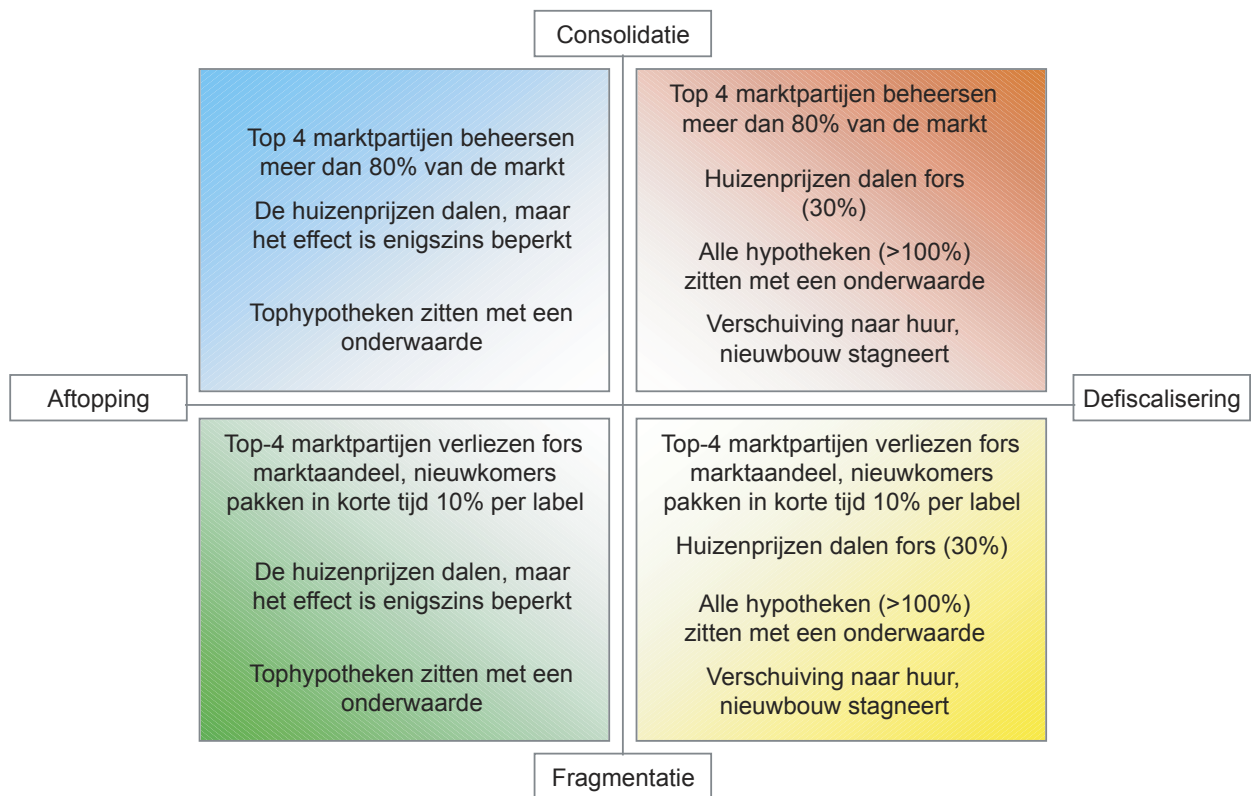 Consolidatie
Top 4 marktpartijen beheersen
meer dan 80% van de markt
De huizenprijzen dalen, maar
het effect is enigszins beperkt
Tophypotheken zitten met een
onderwaarde
Top 4 marktpartijen beheersen
meer dan 80% van de markt
Huizenprijzen dalen fors
(30%)
Alle hypotheken (>100%)
zitten met een onderwaarde
Verschuiving naar huur,
nieuwbouw stagneert
Aftopping
Defiscalisering
Top-4 marktpartijen verliezen fors
marktaandeel, nieuwkomers
pakken in korte tijd 10% per label
De huizenprijzen dalen, maar
het effect is enigszins beperkt
Tophypotheken zitten met een
onderwaarde
Top-4 marktpartijen verliezen fors
marktaandeel, nieuwkomers
pakken in korte tijd 10% per label
Huizenprijzen dalen fors (30%)
Alle hypotheken (>100%)
zitten met een onderwaarde
Verschuiving naar huur,
nieuwbouw stagneert
Fragmentatie